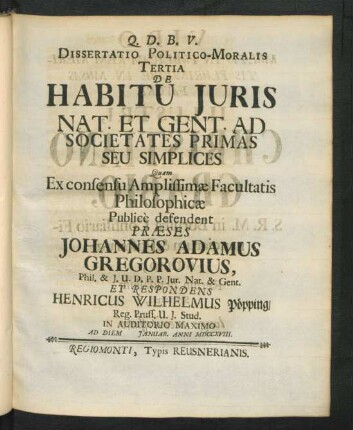 Q. D. B. V.
DISSERTATIO POLITICO-MORALIS
TERTIA
DE
HABITU JURIS
NAT. ET GENT. AD
SOCIETATES PRIMAS
SEU SIMPLICES
Quam
Ex consensu Amplissimæ Facultatis
Philosophicæ
Publicè defendent
PRÆSES
JOHANNES ADAMUS
GREGOROVIUS,
Phil. & J. U. D. P. P. Jur. Nat. & Gent.
ET RESPONDENS
HENRICUS WILHELMUS Pöpping/
Reg. Pruss. U. J. Stud.
IN AUDITORIO MAXIMO
AD DIEM JANUAR. ANNI MDCCXVIII.
REGIOMONTI, Typis REUSNERIANIS.